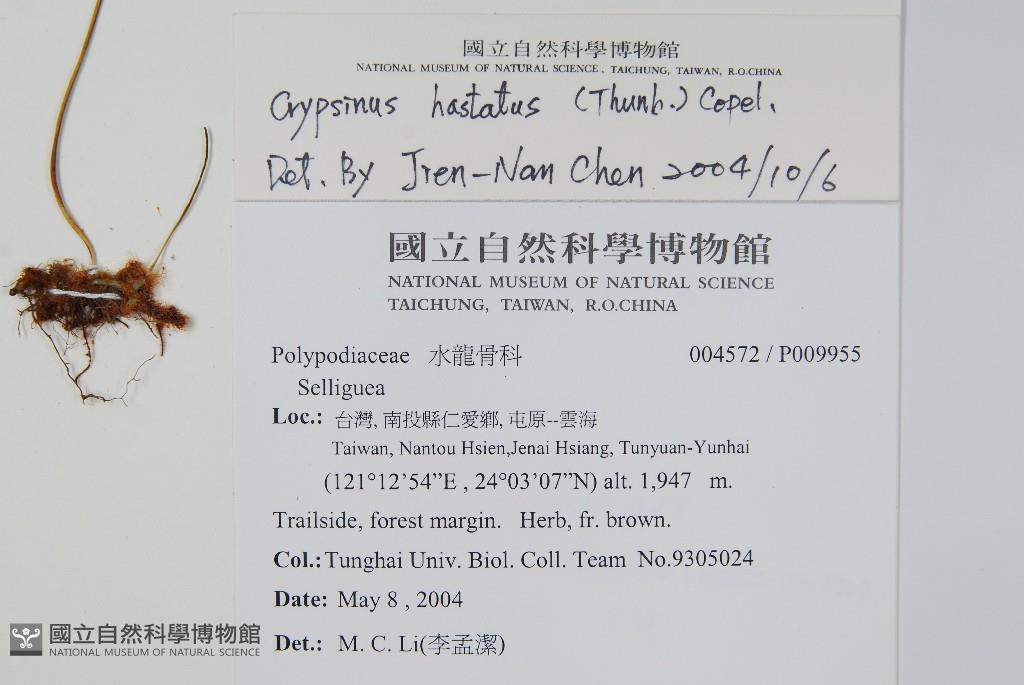 國立自然科學博物館
NATIONAL MUSEUM OF NATURAL SCIENCE, TAICHUNG, TAIWAN, R.O.CHINA
Crypsinus hastatus (Thunb.) Copel.
Det. By Jren-Nan Chen 2004/10/6
國立自然科學博物館
NATIONAL MUSEUM OF NATURAL SCIENCE
TAICHUNG, TAIWAN, R.O.CHINA
Polypodiaceae 水龍骨科 004572 / P009955
Selliguea
Loc.: 台灣, 南投縣仁愛鄉, 屯原--雲海
Taiwan, Nantou Hsien,Jenai Hsiang, Tunyuan-Yunhai
(121°12’54”E , 24°03’07”N) alt. 1,947 m.
Trailside, forest margin. Herb, fr. brown.
Col.: Tunghai Univ. Biol. Coll. Team No.9305024
Date: May 8 , 2004
Det.: M. C. Li(李孟潔)
國立自然科學博物館
NATIONAL MUSEUM OF NATURAL SCIENCE